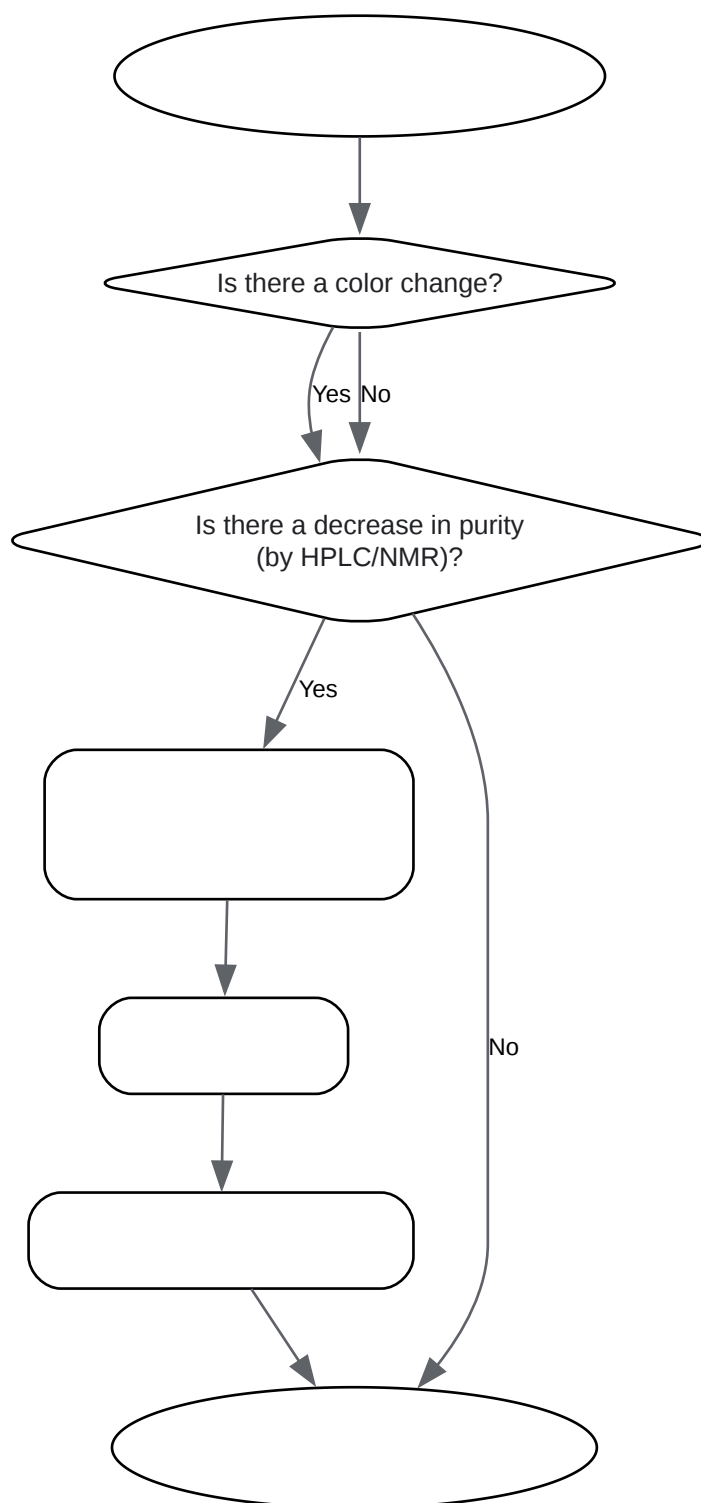 Is there a color change?
Yes
No
Is there a decrease in purity
(by HPLC/NMR)?
Yes
No